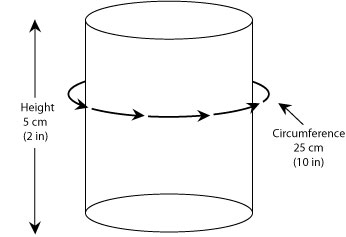 Height
5 cm
(2 in)
Circumference
25 cm
(10 in)